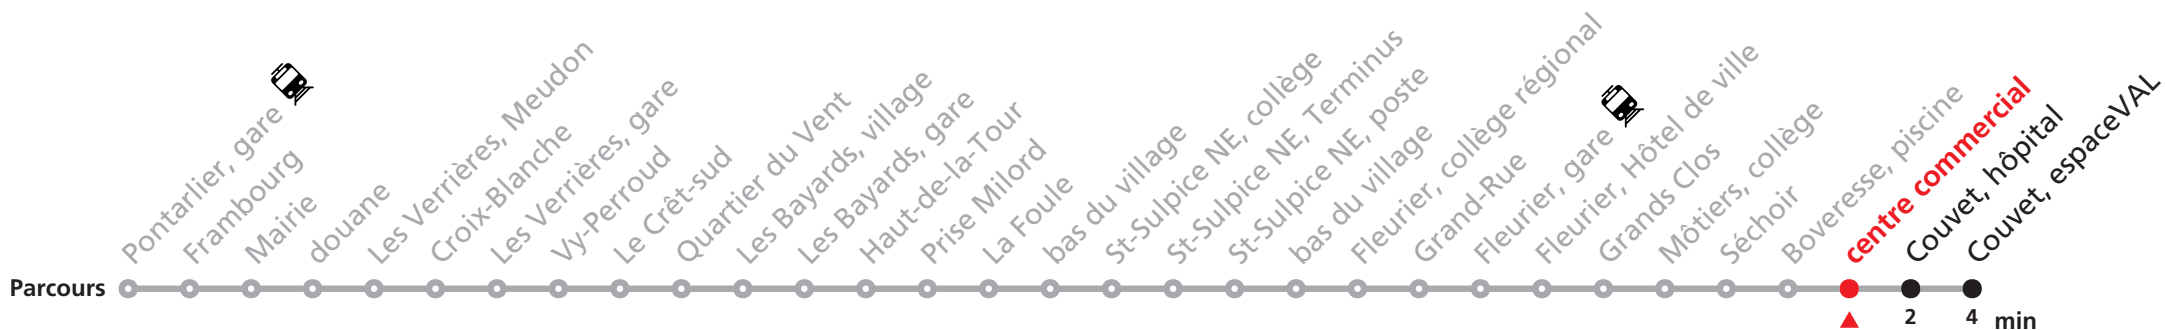 Pontarlier, gare
Frambourg
Mairie
douane
Les Verrières, Meudon
Croix-Blanche
Les Verrières, gare
Vy-Perroud
Le Crêt-sud
Quartier du Vent
Les Bayards, village
Les Bayards, gare
Haut-de-la-Tour
Prise Milord
La Foule
bas du village
St-Sulpice NE, collège
St-Sulpice NE, Terminus
St-Sulpice NE, poste
bas du village
Fleurier, collège régional
Grand-Rue
Fleurier, gare
Fleurier, Hôtel de ville
Grands Clos
Môtiers, collège
Séchoir
Boveresse, piscine
centre commercial
Couvet, hôpital
Couvet, espaceVAL
Parcours
2 4 min